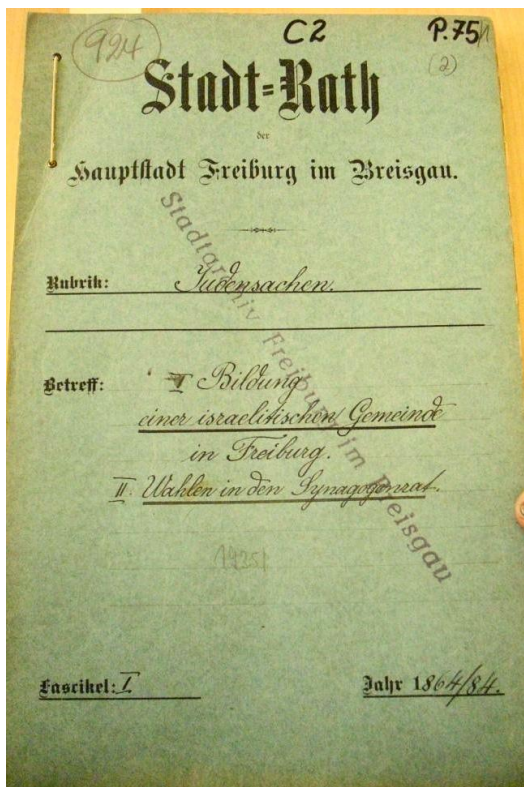 924
C2
P.75/1
(2)
Stadt=Rath
der
Hauptstadt Freiburg im Breisgau.
Stadtarchiv Freiburg im Breisgau
Rubrik: Judensachen.
Betreff: I Bildung
einer israelitischen Gemeinde
in Freiburg.
II. Wahlen in den Synagogenrat.
Fascikel: I.
Jahr 1864/84.